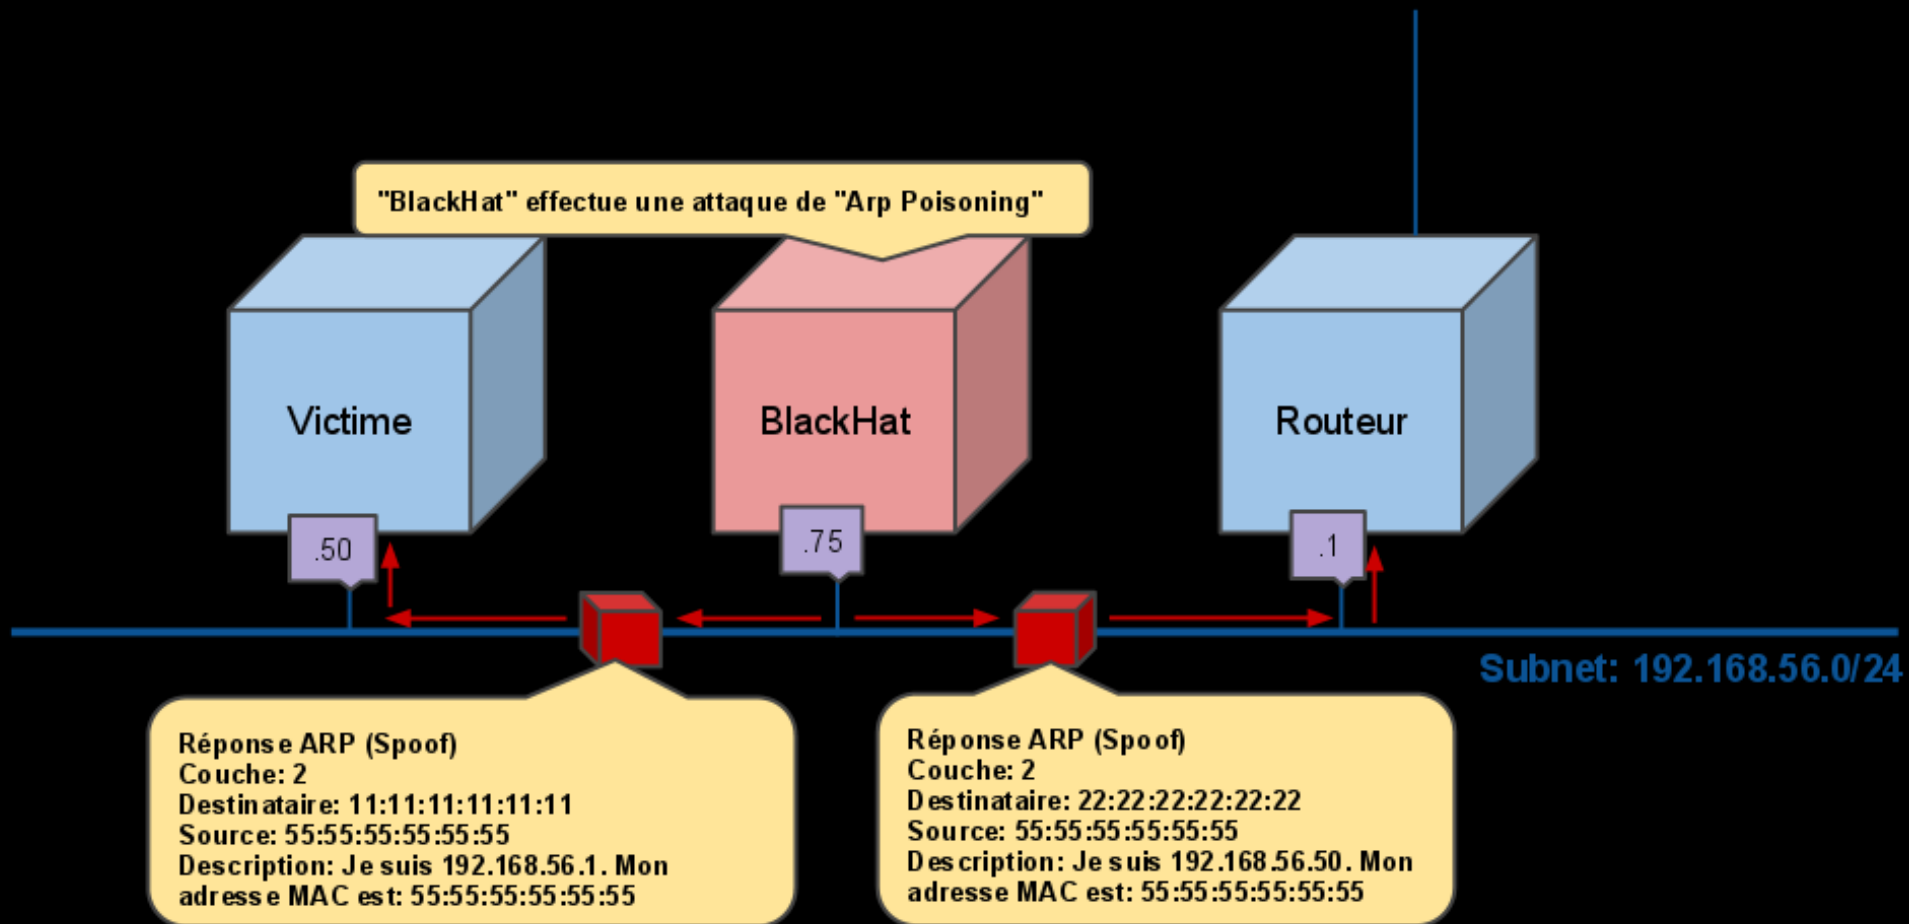 "BlackHat" effectue une attaque de "Arp Poisoning"
Victime
BlackHat
Routeur
.50
.75
.1
Subnet: 192.168.56.0/24
Réponse ARP (Spoof)
Couche: 2
Destinataire: 11:11:11:11:11:11
Source: 55:55:55:55:55:55
Description: Je suis 192.168.56.1. Mon
adresse MAC est: 55:55:55:55:55:55
Réponse ARP (Spoof)
Couche: 2
Destinataire: 22:22:22:22:22:22
Source: 55:55:55:55:55:55
Description: Je suis 192.168.56.50. Mon
adresse MAC est: 55:55:55:55:55:55